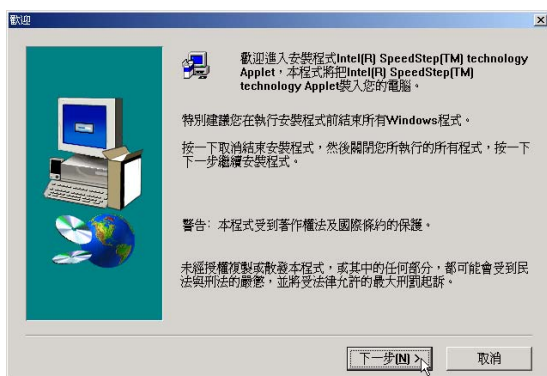 歡迎
歡迎進入安裝程式Intel(R) SpeedStep(TM) technology
Applet,本程式將把Intel(R) SpeedStep(TM)
technology Applet裝入您的電腦。
特別建議您在執行安裝程式前結束所有Windows程式。
按一下取消結束安裝程式,然後關閉您所執行的所有程式,按一下
下一步繼續安裝程式。
警告: 本程式受到著作權法及國際條約的保護。
未經授權複製或散發本程式,或其中的任何部分,都可能會受到民
法與刑法的嚴懲,並將受法律允許的最大刑罰起訴。
下一步(N) >
取消